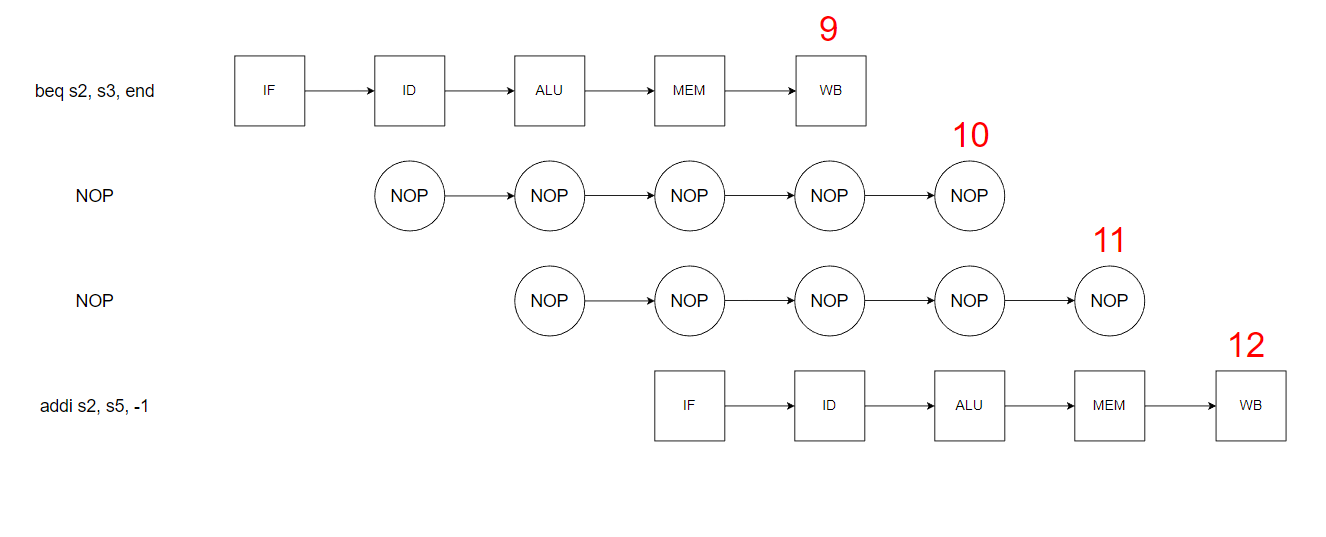 9
beq s2, s3, end IF ID ALU MEM WB
10
NOP NOP NOP NOP NOP NOP
11
NOP NOP NOP NOP NOP NOP
12
addi s2, s5, -1 IF ID ALU MEM WB